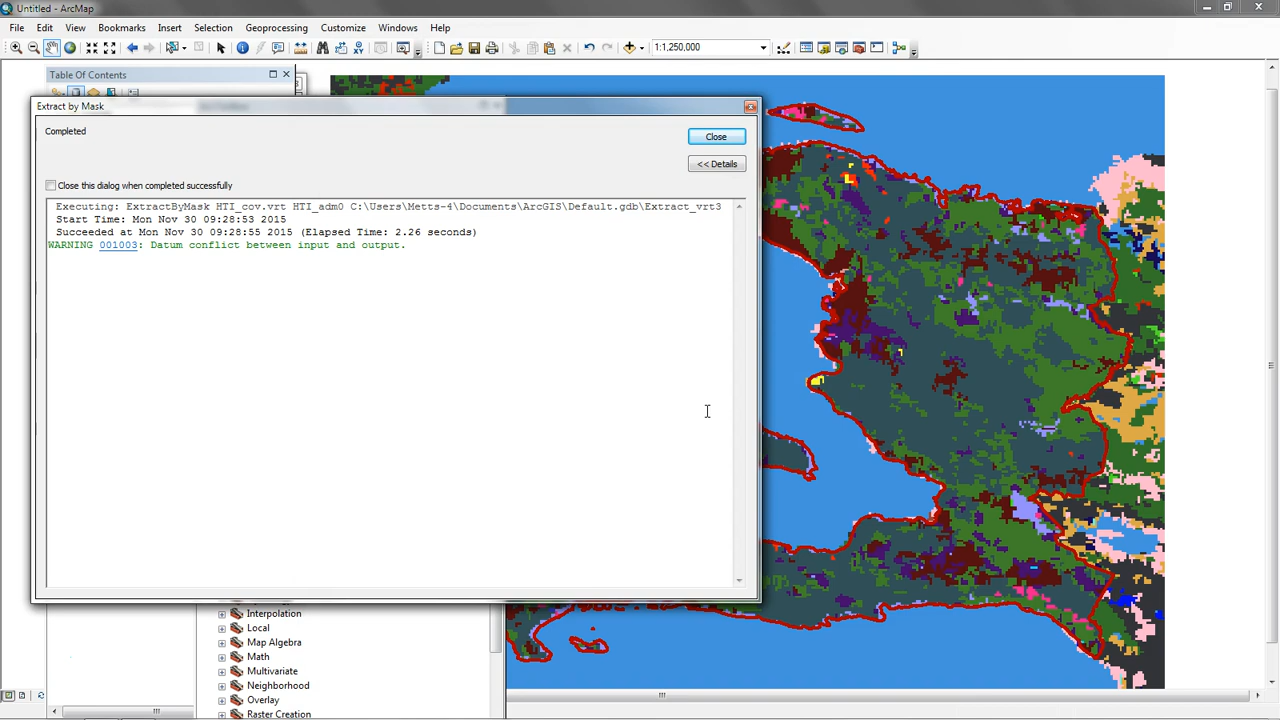 Untitled - ArcMap
File Edit View Bookmarks Insert Selection Geoprocessing Customize Windows Help
1:1,250,000
Table Of Contents
Extract by Mask
Completed
Close
<< Details
Close this dialog when completed successfully
Executing: ExtractByMask HTI_cov.vrt HTI_adm0 C:\Users\Metts-4\Documents\ArcGIS\Default.gdb\Extract_vrt3
Start Time: Mon Nov 30 09:28:53 2015
Succeeded at Mon Nov 30 09:28:55 2015 (Elapsed Time: 2.26 seconds)
WARNING 001003: Datum conflict between input and output.
Interpolation
Local
Map Algebra
Math
Multivariate
Neighborhood
Overlay
Raster Creation